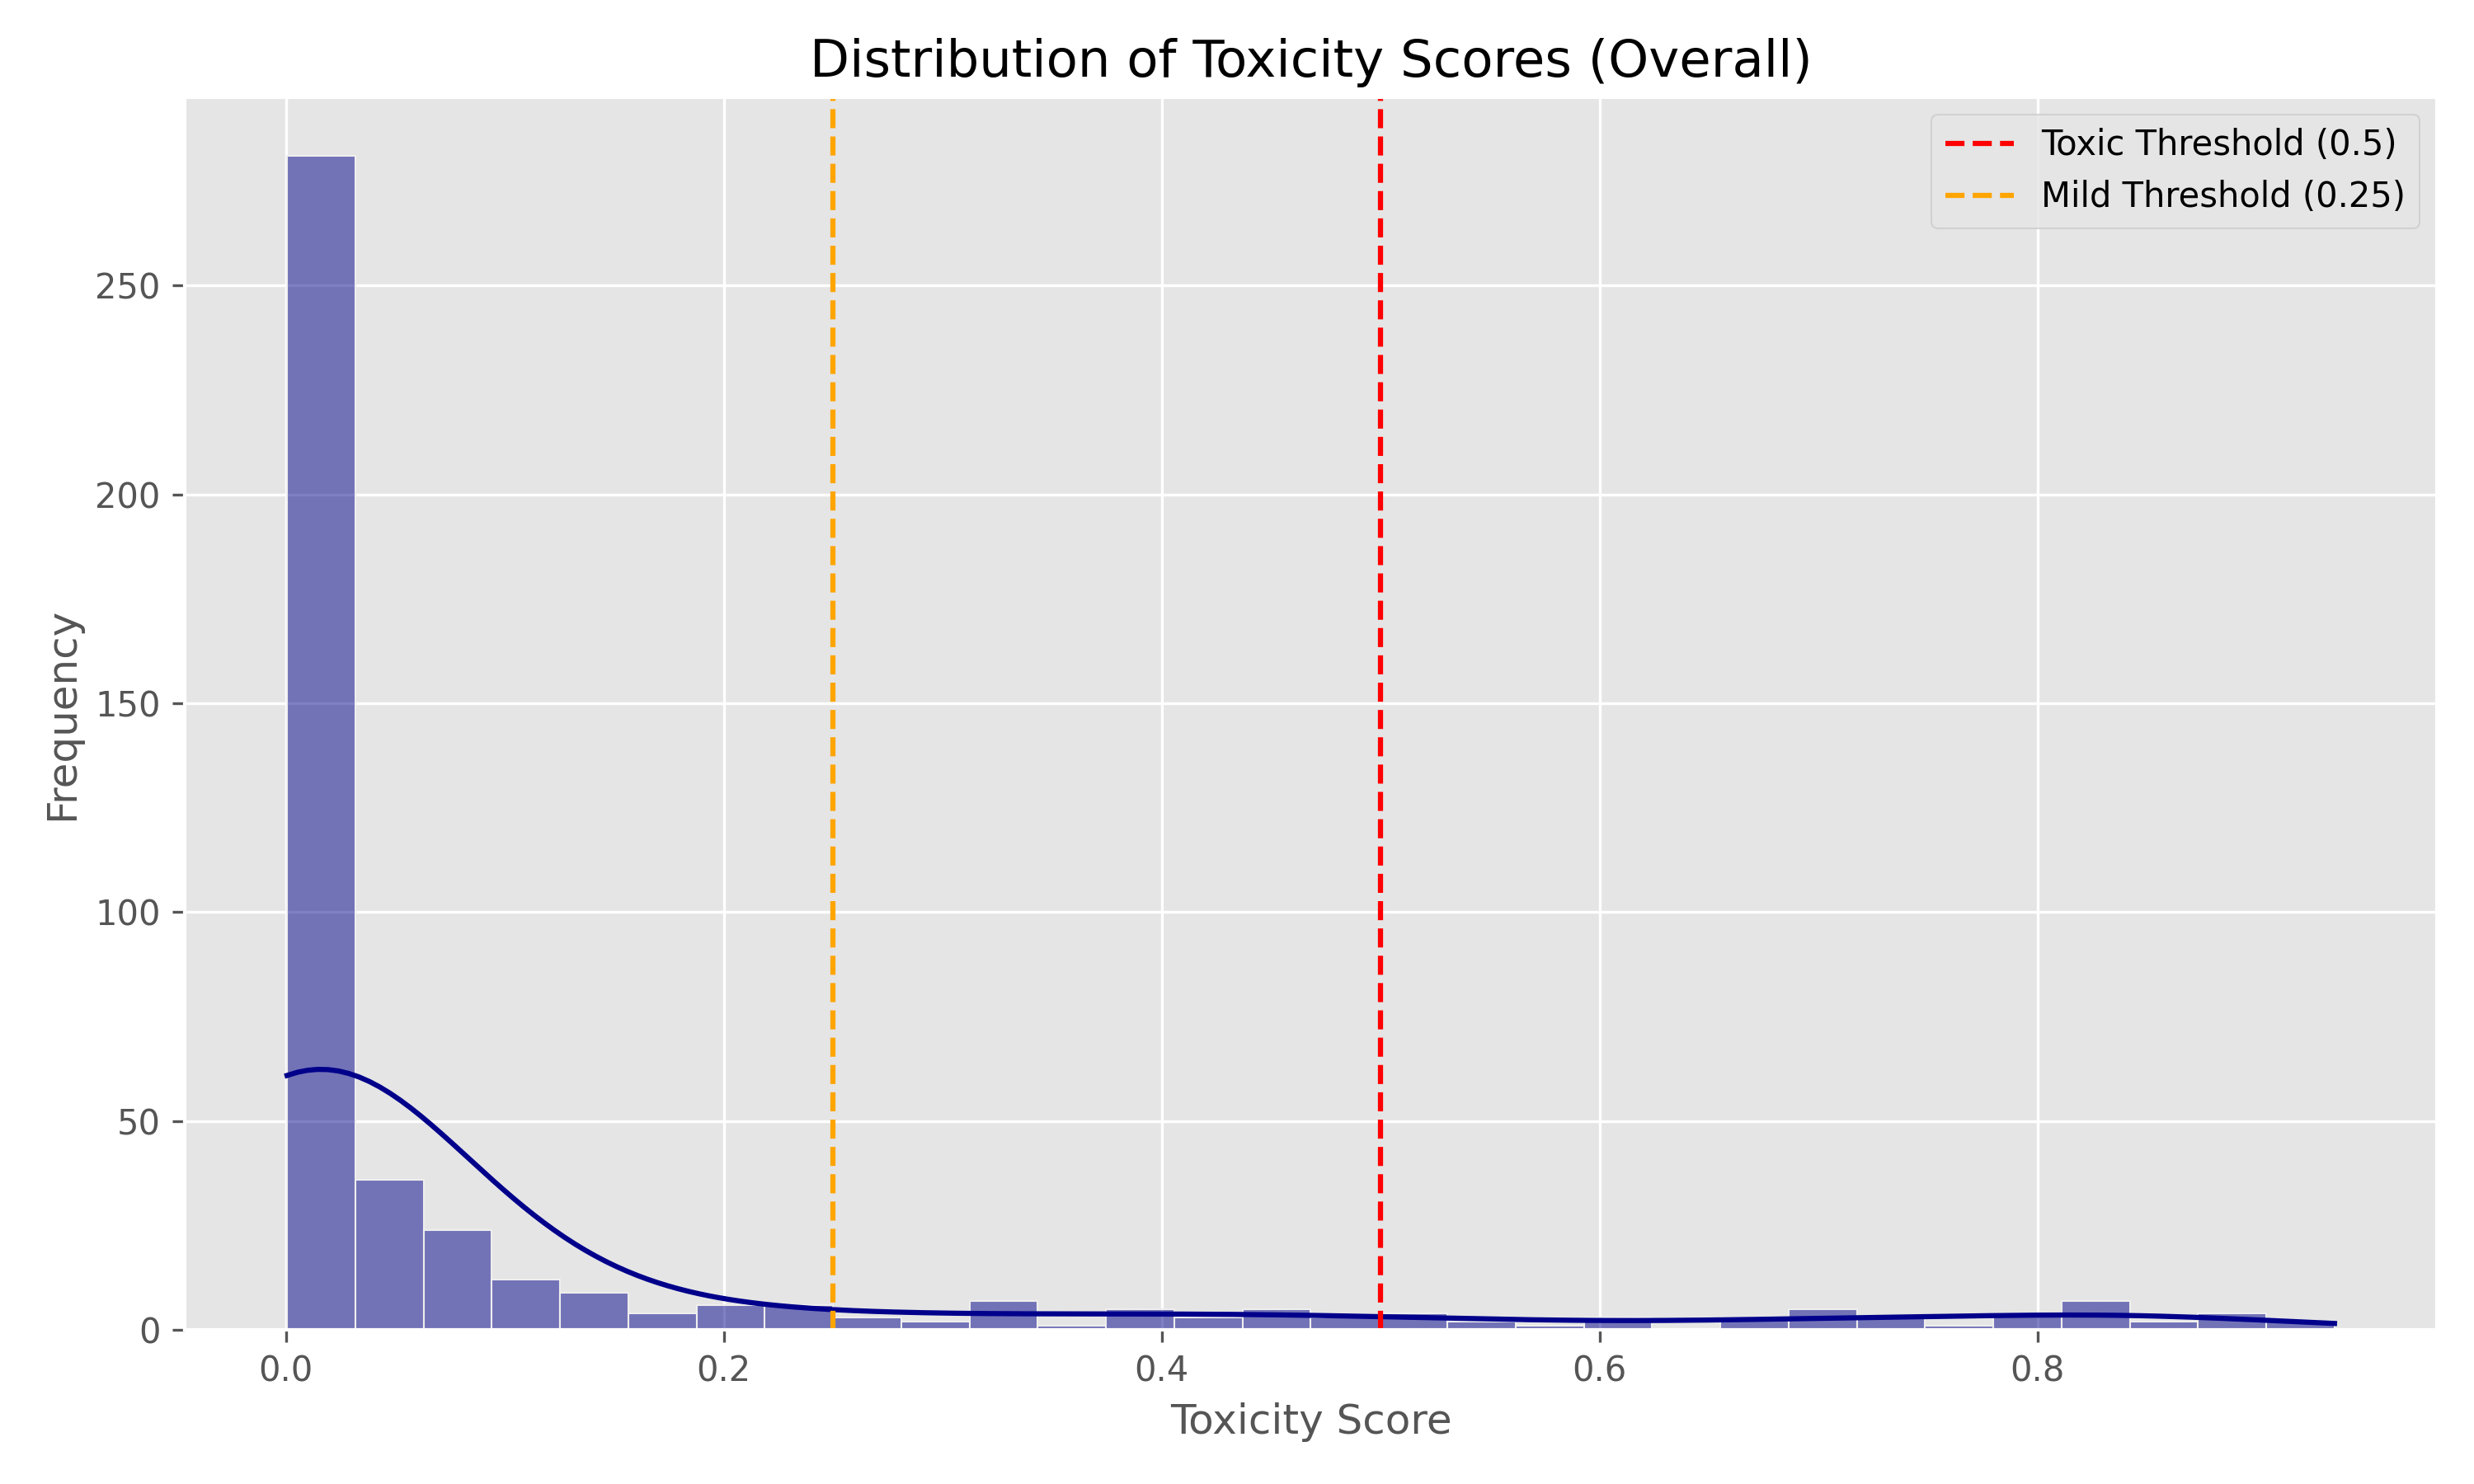 Distribution of Toxicity Scores (Overall)
Toxic Threshold (0.5)
Mild Threshold (0.25)
Frequency
250
200
150
100
50
0
0.0 0.2 0.4 0.6 0.8
Toxicity Score